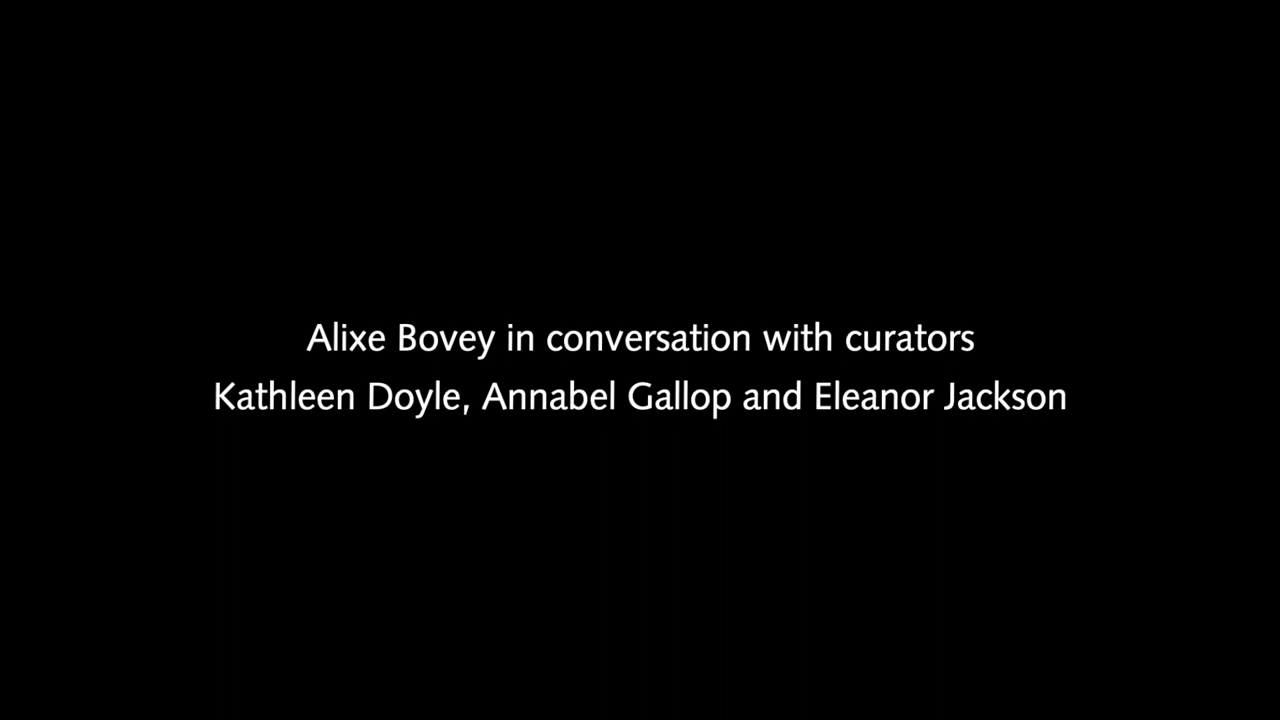 Alixe Bovey in conversation with curators
Kathleen Doyle, Annabel Gallop and Eleanor Jackson